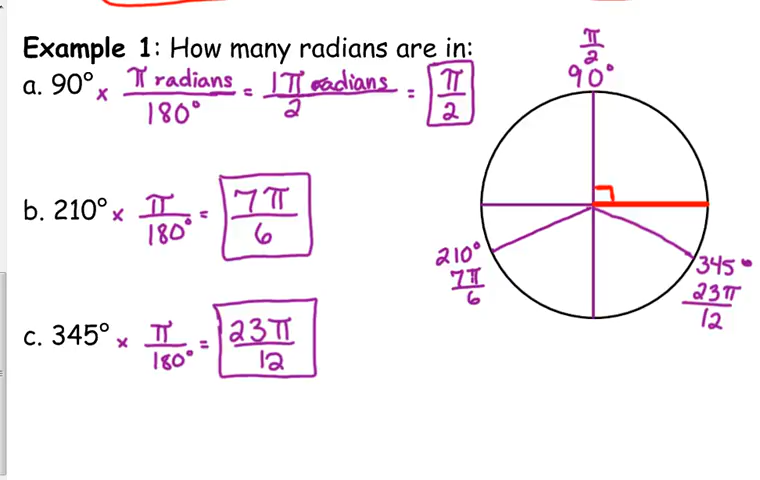 Example 1: How many radians are in:
a. 90° × π radians / 180° = 1π radians / 2 = π / 2
b. 210° × π / 180° = 7π / 6
c. 345° × π / 180° = 23π / 12
π / 2
90°
210°
7π / 6
345°
23π / 12